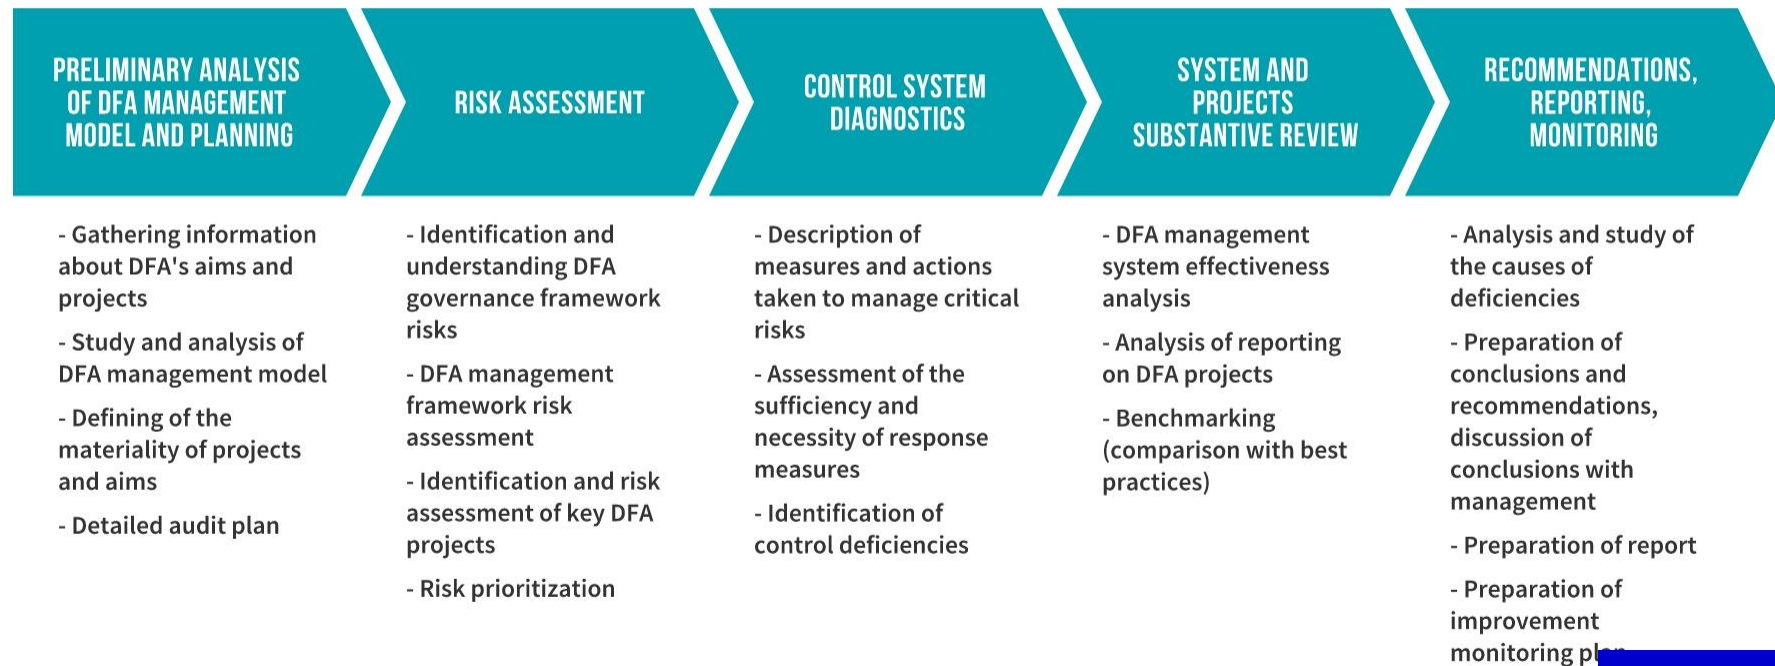 PRELIMINARY ANALYSIS
OF DFA MANAGEMENT
MODEL AND PLANNING
RISK ASSESSMENT
CONTROL SYSTEM
DIAGNOSTICS
SYSTEM AND
PROJECTS
SUBSTANTIVE REVIEW
RECOMMENDATIONS,
REPORTING,
MONITORING
- Gathering information
about DFA's aims and
projects
- Study and analysis of
DFA management model
- Defining of the
materiality of projects
and aims
- Detailed audit plan
- Identification and
understanding DFA
governance framework
risks
- DFA management
framework risk
assessment
- Identification and risk
assessment of key DFA
projects
- Risk prioritization
- Description of
measures and actions
taken to manage critical
risks
- Assessment of the
sufficiency and
necessity of response
measures
- Identification of
control deficiencies
- DFA management
system effectiveness
analysis
- Analysis of reporting
on DFA projects
- Benchmarking
(comparison with best
practices)
- Analysis and study of
the causes of
deficiencies
- Preparation of
conclusions and
recommendations,
discussion of
conclusions with
management
- Preparation of report
- Preparation of
improvement
monitoring